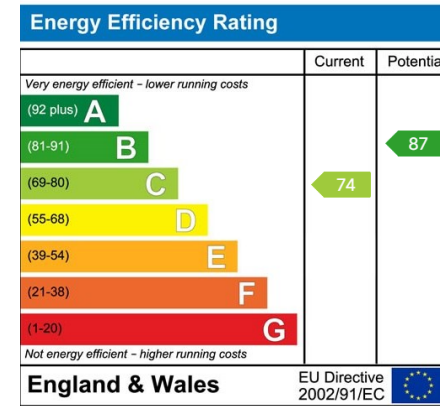 Energy Efficiency Rating
Current Potentia
Very energy efficient – lower running costs
(92 plus) A
(81-91) B 87
(69-80) C 74
(55-68) D
(39-54) E
(21-38) F
(1-20) G
Not energy efficient – higher running costs
England & Wales EU Directive
2002/91/EC